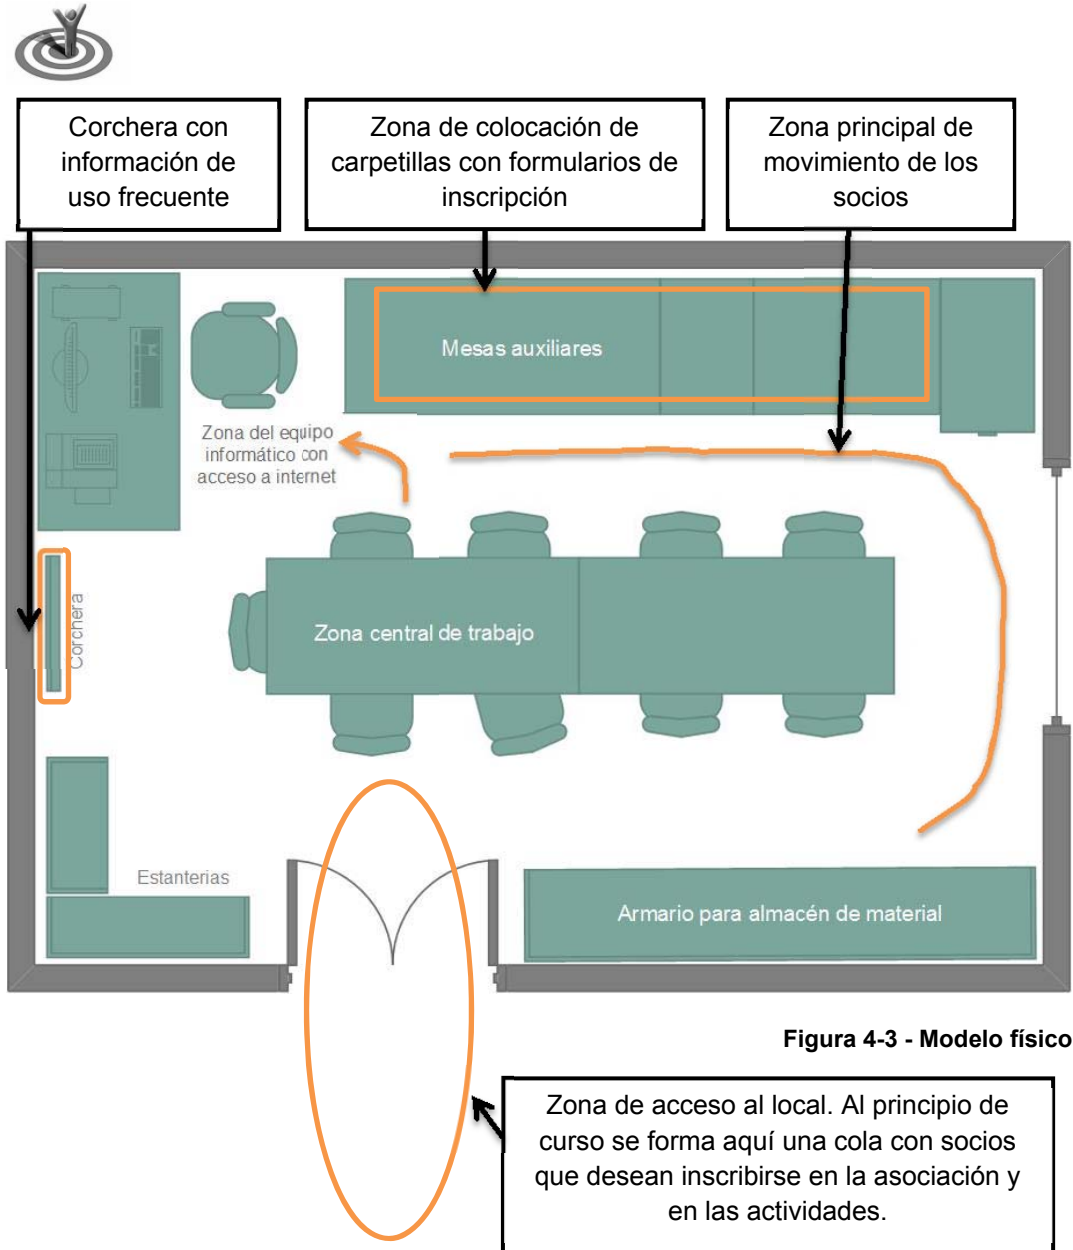 Corchera con
información de
uso frecuente
Zona de colocación de
carpetillas con formularios de
inscripción
Zona principal de
movimiento de los
socios
Mesas auxiliares
Zona del equipo
informático con
acceso a internet
Corchera
Zona central de trabajo
Estanterias
Armario para almacén de material
Figura 4-3 - Modelo físico
Zona de acceso al local. Al principio de
curso se forma aquí una cola con socios
que desean inscribirse en la asociación y
en las actividades.